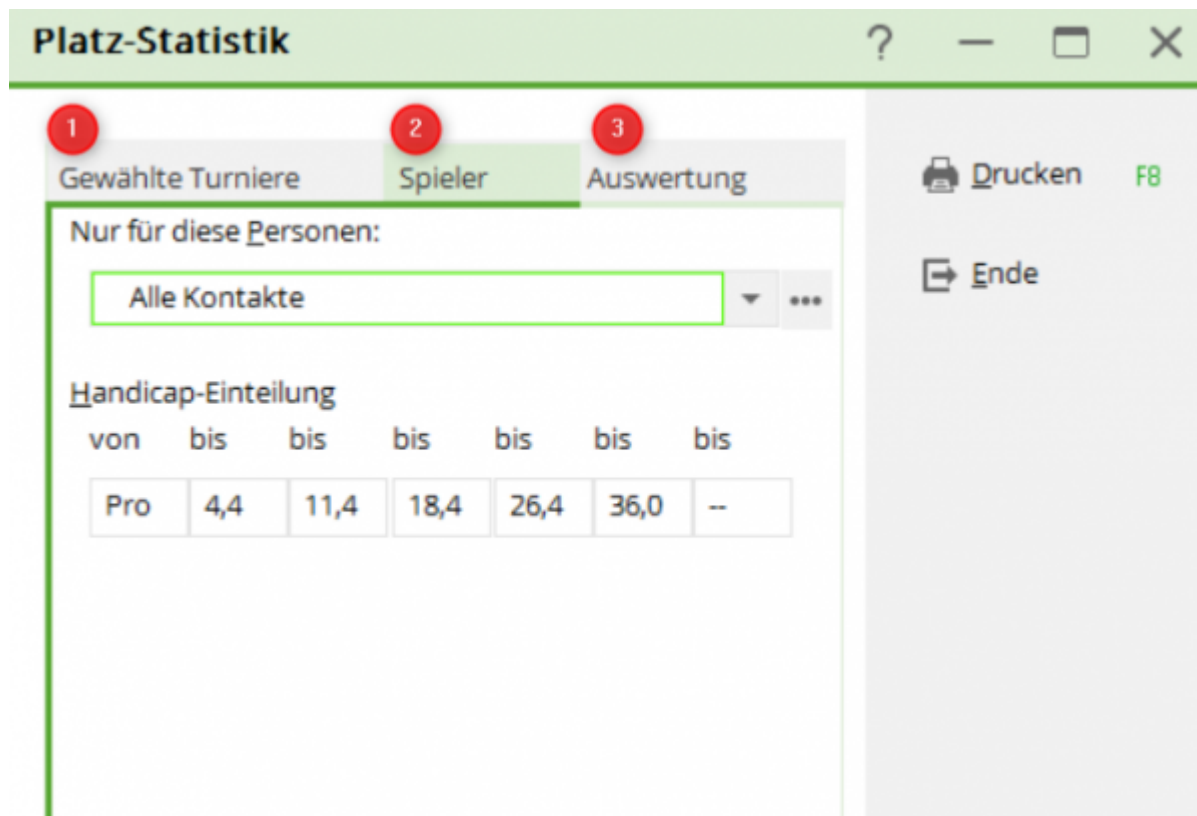 Platz-Statistik ?
1 2 3
Gewählte Turniere Spieler Auswertung
Drucken F8
Nur für diese Personen:
Ende
Alle Kontakte
Handicap-Einteilung
von bis bis bis bis bis bis
Pro 4,4 11,4 18,4 26,4 36,0 --